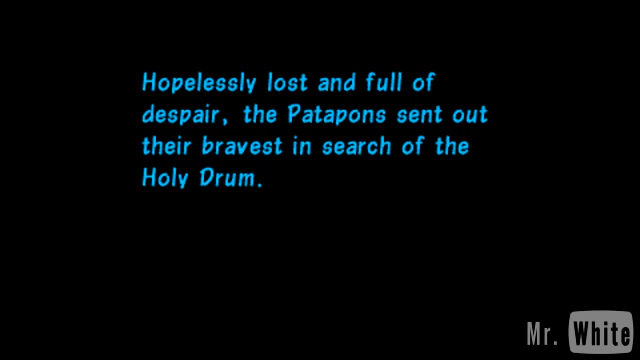 Hopelessly lost and full of
despair, the Patapons sent out
their bravest in search of the
Holy Drum.
Mr. White